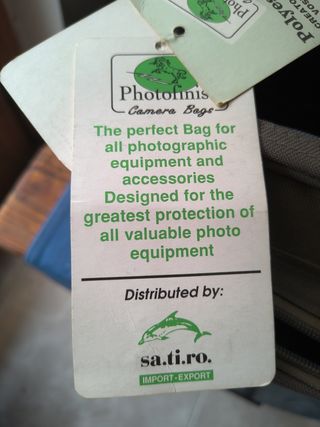 Photofinis
Camera Bags
The perfect Bag for
all photographic
equipment and
accessories
Designed for the
greatest protection of
all valuable photo
equipment
Distributed by:
sa.ti.ro.
IMPORT-EXPORT